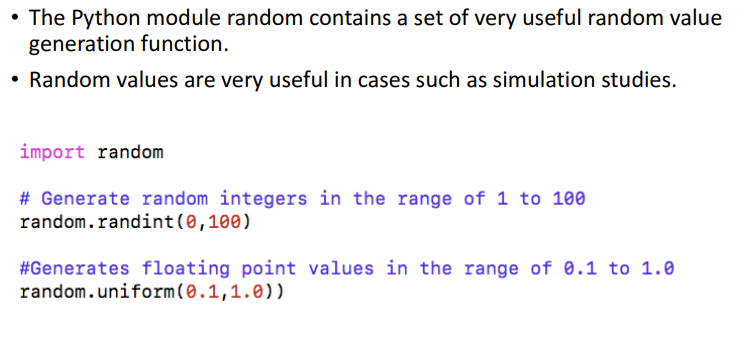 • The Python module random contains a set of very useful random value
generation function.
• Random values are very useful in cases such as simulation studies.
import random
# Generate random integers in the range of 1 to 100
random.randint(0,100)
#Generates floating point values in the range of 0.1 to 1.0
random.uniform(0.1,1.0))